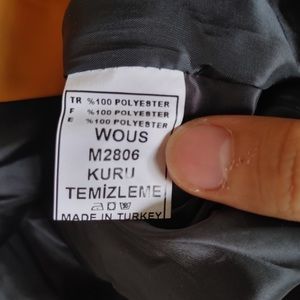 TR %100 POLYESTER
F %100 POLYESTER
E %100 POLYESTER
WOUS
M2806
KURU
TEMİZLEME
MADE IN TURKEY